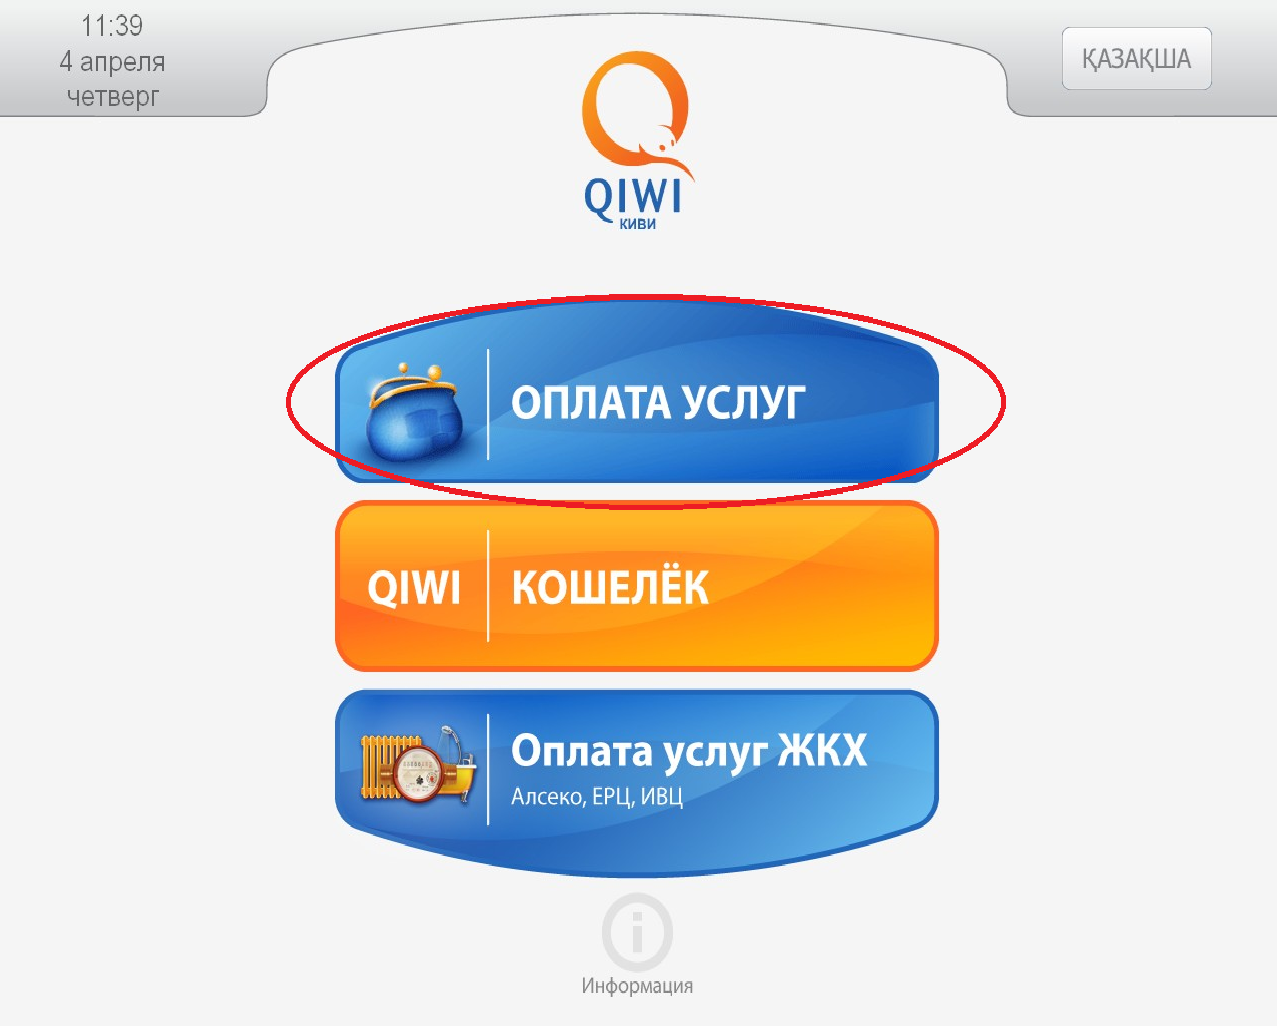 11:39
4 апреля
четверг
ҚАЗАҚША
QIWI
КИВИ
ОПЛАТА УСЛУГ
QIWI КОШЕЛЁК
Оплата услуг ЖКХ
Алсеко, ЕРЦ, ИВЦ
Информация